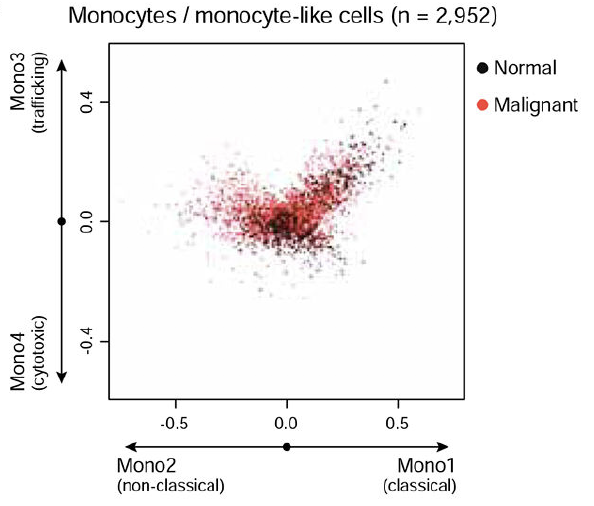 Monocytes / monocyte-like cells (n = 2,952)
Mono3
(trafficking)
Mono4
(cytotoxic)
0.4
0.0
-0.4
Normal
Malignant
-0.5
0.0
0.5
Mono2
(non-classical)
Mono1
(classical)